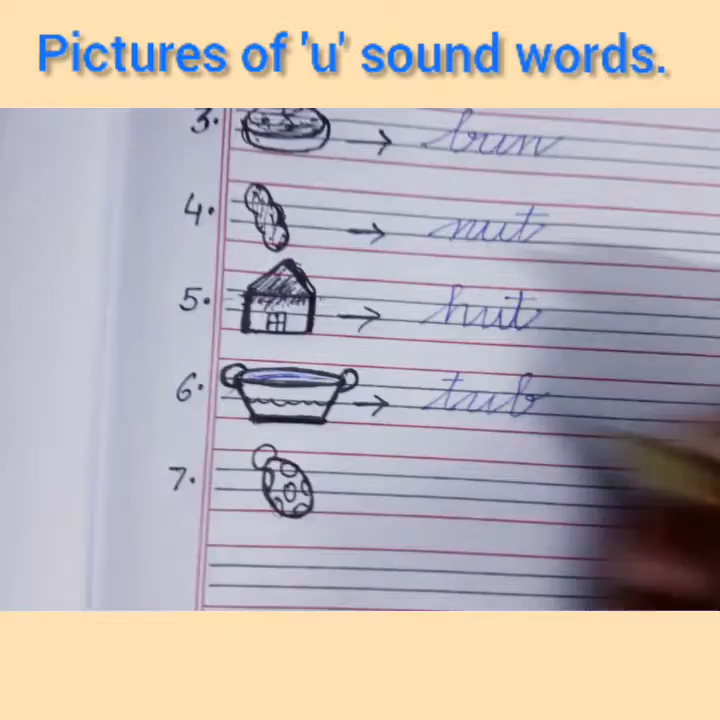 Pictures of 'u' sound words.
3. → bun
4. → nut
5. → hut
6. → tub
7.